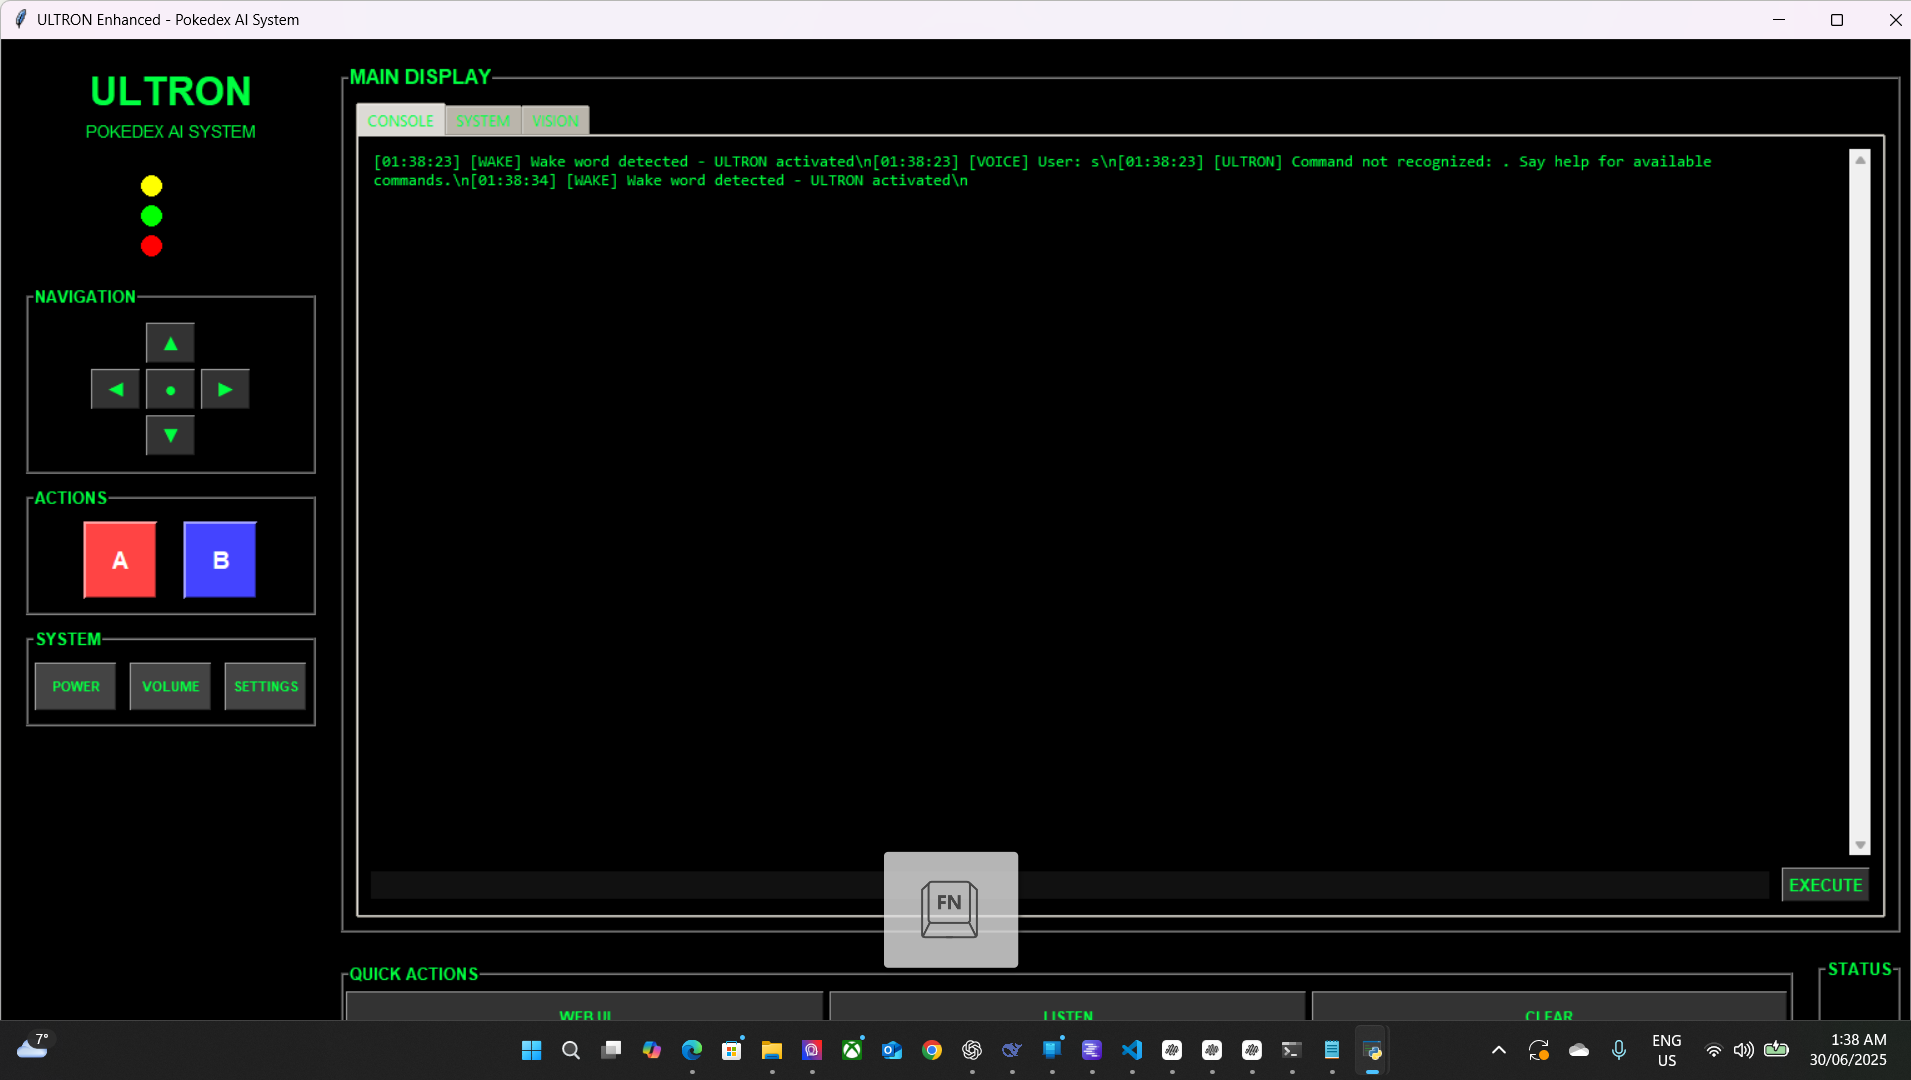 ULTRON Enhanced - Pokedex AI System
ULTRON
POKEDEX AI SYSTEM
NAVIGATION
ACTIONS
A B
SYSTEM
POWER VOLUME SETTINGS
MAIN DISPLAY
CONSOLE SYSTEM VISION
[01:38:23] [WAKE] Wake word detected - ULTRON activated\n[01:38:23] [VOICE] User: s\n[01:38:23] [ULTRON] Command not recognized: . Say help for available
commands.\n[01:38:34] [WAKE] Wake word detected - ULTRON activated\n
EXECUTE
FN
QUICK ACTIONS
WEB UI LISTEN CLEAR
STATUS
7°
ENG
US
1:38 AM
30/06/2025